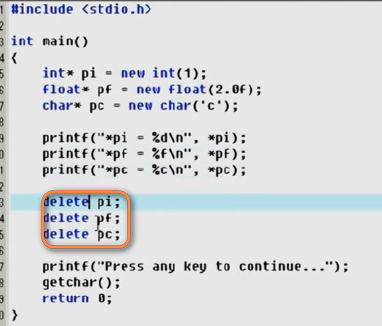 #include <stdio.h>
int main()
{
int* pi = new int(1);
float* pf = new float(2.0f);
char* pc = new char('c');
printf("*pi = %d\n", *pi);
printf("*pf = %f\n", *pf);
printf("*pc = %c\n", *pc);
delete pi;
delete pf;
delete pc;
printf("Press any key to continue...");
getchar();
return 0;
}